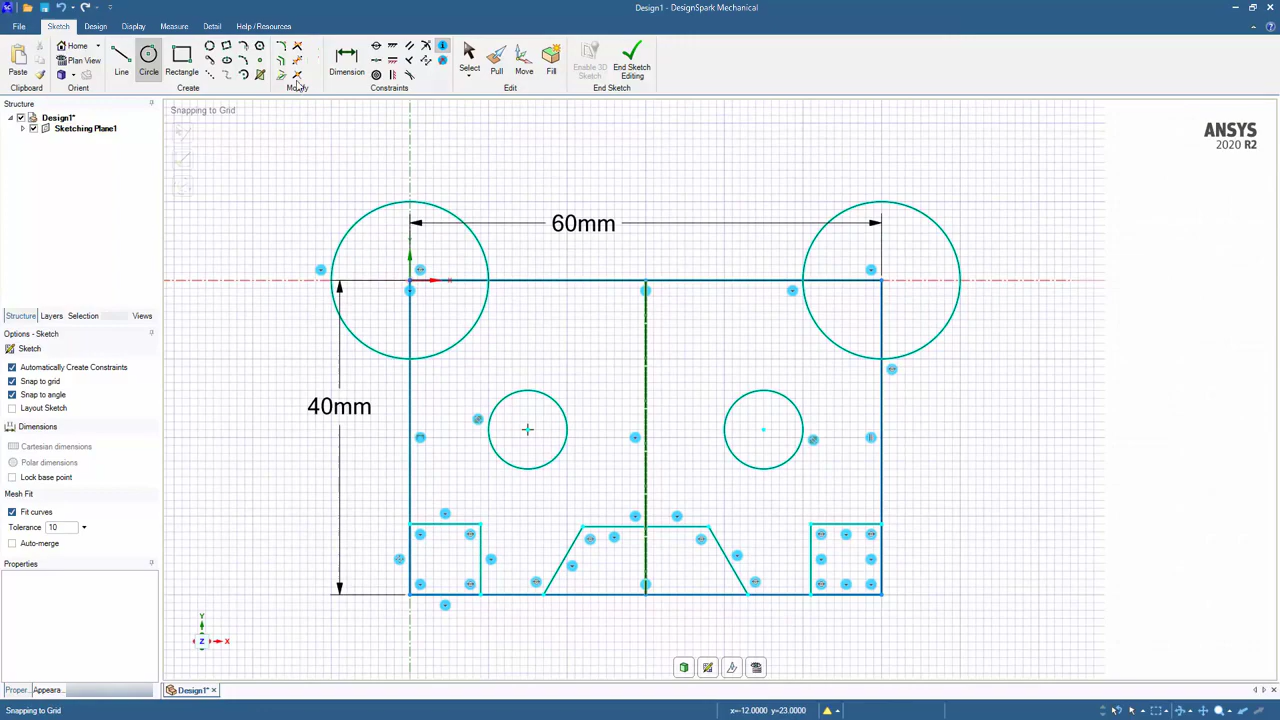 Design1 - DesignSpark Mechanical
File
Sketch
Design
Display
Measure
Detail
Help / Resources
Paste
Clipboard
Home
Plan View
Orient
Line
Circle
Rectangle
Create
Modify
Dimension
Constraints
Select
Pull
Move
Fill
Edit
Enable 3D
Sketch
End Sketch
Editing
End Sketch
Structure
Design1*
Sketching Plane1
Structure
Layers
Selection
Views
Options - Sketch
Sketch
Automatically Create Constraints
Snap to grid
Snap to angle
Layout Sketch
Dimensions
Cartesian dimensions
Polar dimensions
Lock base point
Mesh Fit
Fit curves
Tolerance 10
Auto-merge
Properties
Proper...
Appeara...
Snapping to Grid
ANSYS
2020 R2
60mm
40mm
Y
Z
X
Design1*
Snapping to Grid
x=-12.0000 y=23.0000